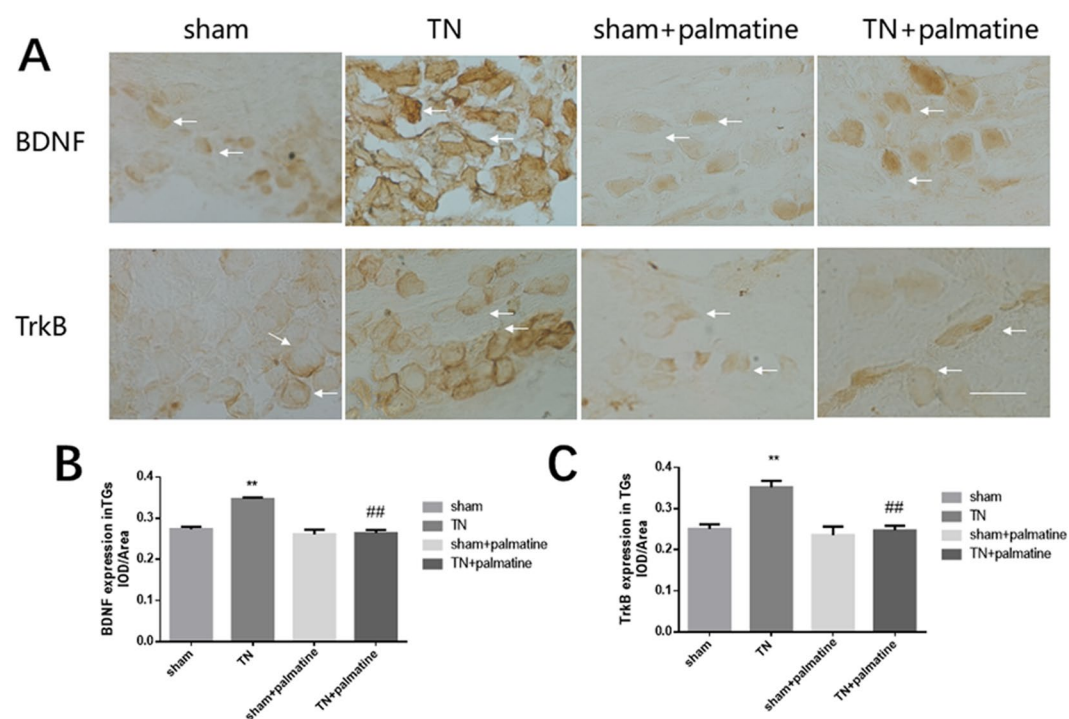 sham TN sham+palmatine TN+palmatine
A
BDNF
TrkB
B
BDNF expression inTGs
IOD/Area
0.4
0.3
0.2
0.1
0.0
**
##
sham
TN
sham+palmatine
TN+palmatine
sham
TN
sham+palmatine
TN+palmatine
C
TrkB expression in TGs
IOD/Area
0.4
0.3
0.2
0.1
0.0
**
##
sham
TN
sham+palmatine
TN+palmatine
sham
TN
sham+palmatine
TN+palmatine